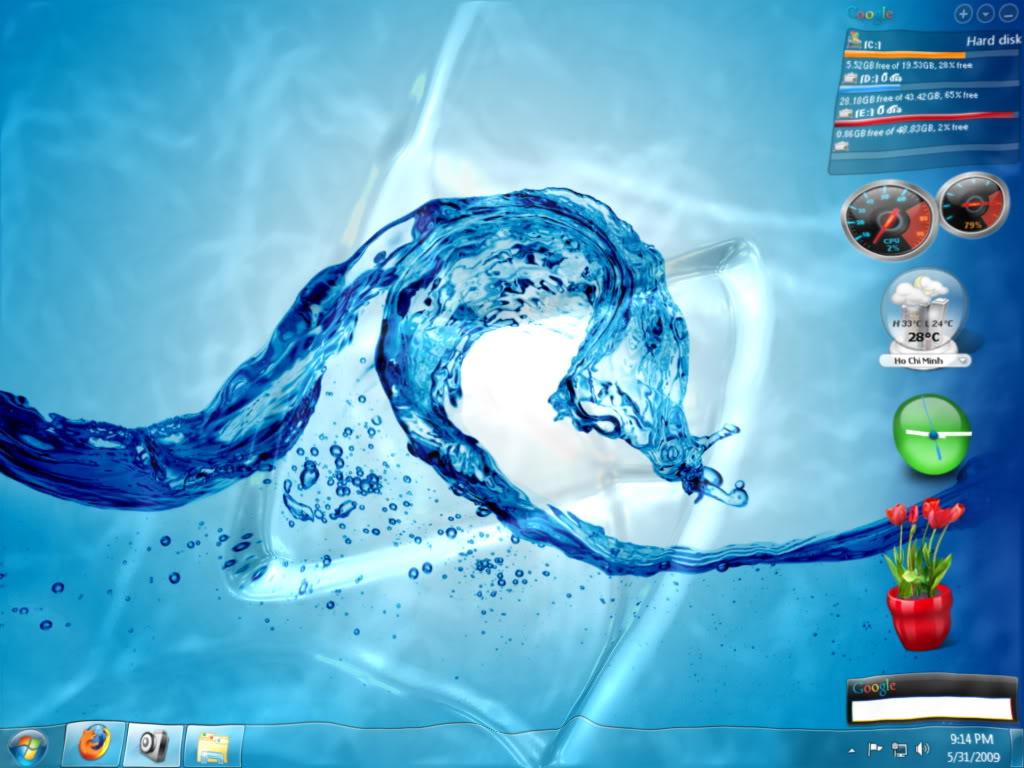 Google
[C:]
Hard disk
5.52GB free of 19.53GB, 28% free
[D:]
28.18GB free of 43.42GB, 65% free
[E:]
0.86GB free of 48.83GB, 2% free
CPU
2%
79%
H 33°C L 24°C
28°C
Ho Chi Minh
Google
9:14 PM
5/31/2009